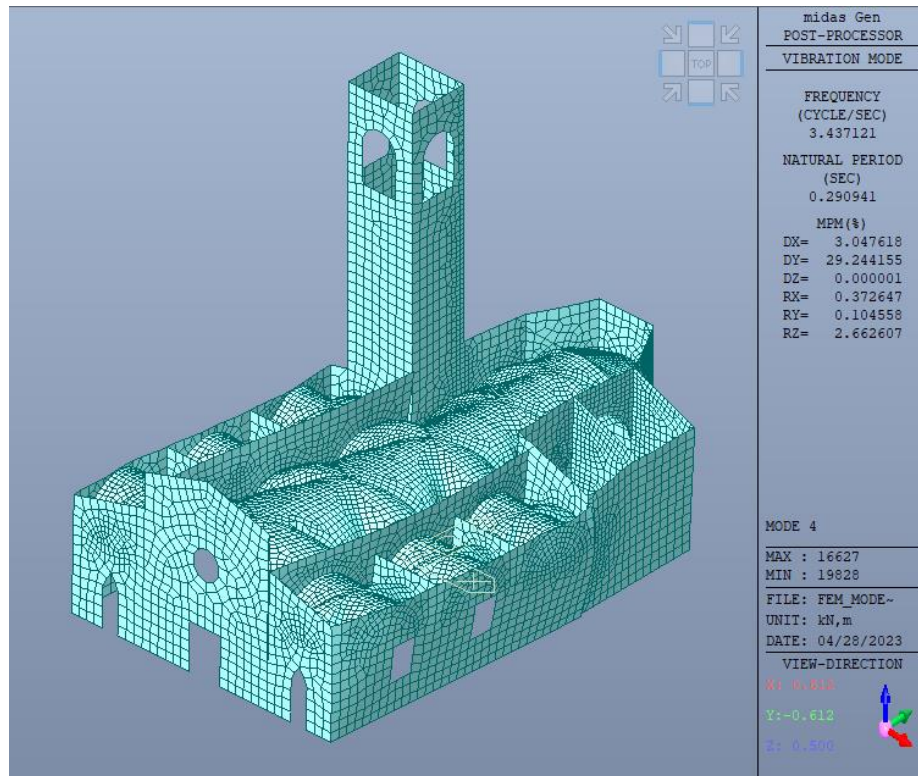 TOP
midas Gen
POST-PROCESSOR
VIBRATION MODE
FREQUENCY
(CYCLE/SEC)
3.437121
NATURAL PERIOD
(SEC)
0.290941
MPM(%)
DX= 3.047618
DY= 29.244155
DZ= 0.000001
RX= 0.372647
RY= 0.104558
RZ= 2.662607
MODE 4
MAX : 16627
MIN : 19828
FILE: FEM_MODE~
UNIT: kN,m
DATE: 04/28/2023
VIEW-DIRECTION
X: 0.612
Y:-0.612
Z: 0.500